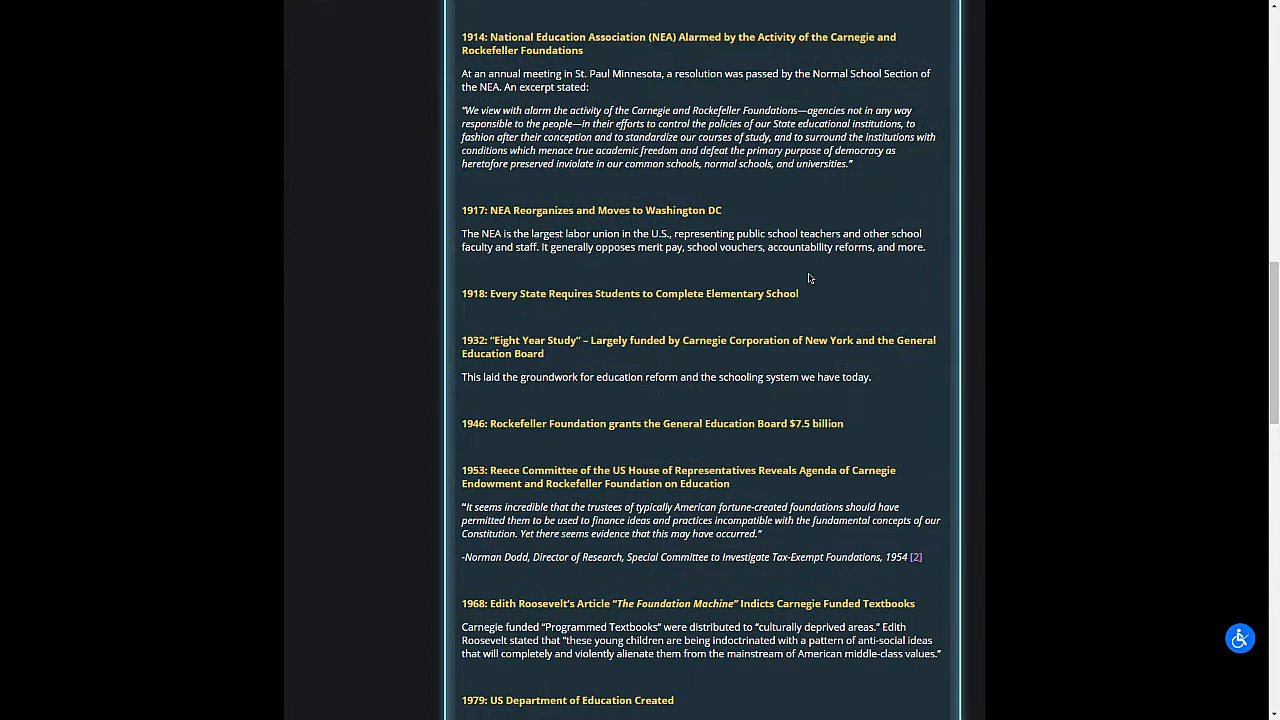 1914: National Education Association (NEA) Alarmed by the Activity of the Carnegie and
Rockefeller Foundations
At an annual meeting in St. Paul Minnesota, a resolution was passed by the Normal School Section of
the NEA. An excerpt stated:
"We view with alarm the activity of the Carnegie and Rockefeller Foundations—agencies not in any way
responsible to the people—in their efforts to control the policies of our State educational institutions, to
fashion after their conception and to standardize our courses of study, and to surround the institutions with
conditions which menace true academic freedom and defeat the primary purpose of democracy as
heretofore preserved inviolate in our common schools, normal schools, and universities."
1917: NEA Reorganizes and Moves to Washington DC
The NEA is the largest labor union in the U.S., representing public school teachers and other school
faculty and staff. It generally opposes merit pay, school vouchers, accountability reforms, and more.
1918: Every State Requires Students to Complete Elementary School
1932: “Eight Year Study” – Largely funded by Carnegie Corporation of New York and the General
Education Board
This laid the groundwork for education reform and the schooling system we have today.
1946: Rockefeller Foundation grants the General Education Board $7.5 billion
1953: Reece Committee of the US House of Representatives Reveals Agenda of Carnegie
Endowment and Rockefeller Foundation on Education
“It seems incredible that the trustees of typically American fortune-created foundations should have
permitted them to be used to finance ideas and practices incompatible with the fundamental concepts of our
Constitution. Yet there seems evidence that this may have occurred.”
-Norman Dodd, Director of Research, Special Committee to Investigate Tax-Exempt Foundations, 1954 [2]
1968: Edith Roosevelt’s Article “The Foundation Machine” Indicts Carnegie Funded Textbooks
Carnegie funded “Programmed Textbooks” were distributed to “culturally deprived areas.” Edith
Roosevelt stated that “these young children are being indoctrinated with a pattern of anti-social ideas
that will completely and violently alienate them from the mainstream of American middle-class values.”
1979: US Department of Education Created